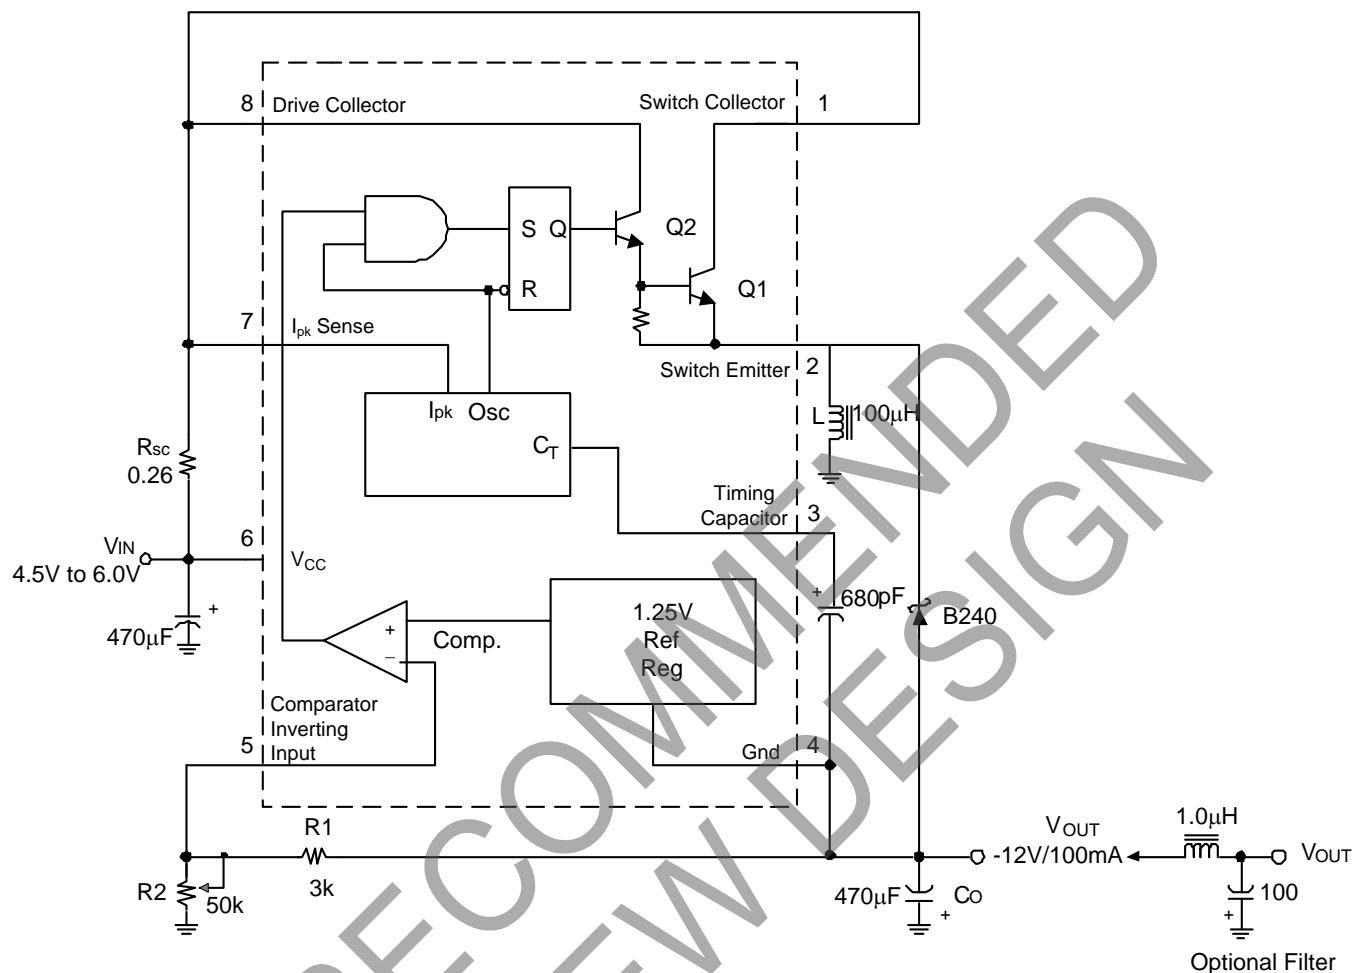 8 Drive Collector
Switch Collector 1
S Q
R
Q2
Q1
7 Ipk Sense
Switch Emitter 2
Ipk Osc
CT
L 100µH
RSC
0.26
Timing
Capacitor 3
VIN
4.5V to 6.0V
6
VCC
470µF
+
+
680pF
B240
1.25V
Ref
Reg
+
−
Comp.
Comparator
Inverting
Input
5
Gnd 4
R1
3k
R2
50k
VOUT
-12V/100mA
1.0µH
VOUT
470µF
CO
+
100
+
Optional Filter
RECOMMENDED
EW DESIGN